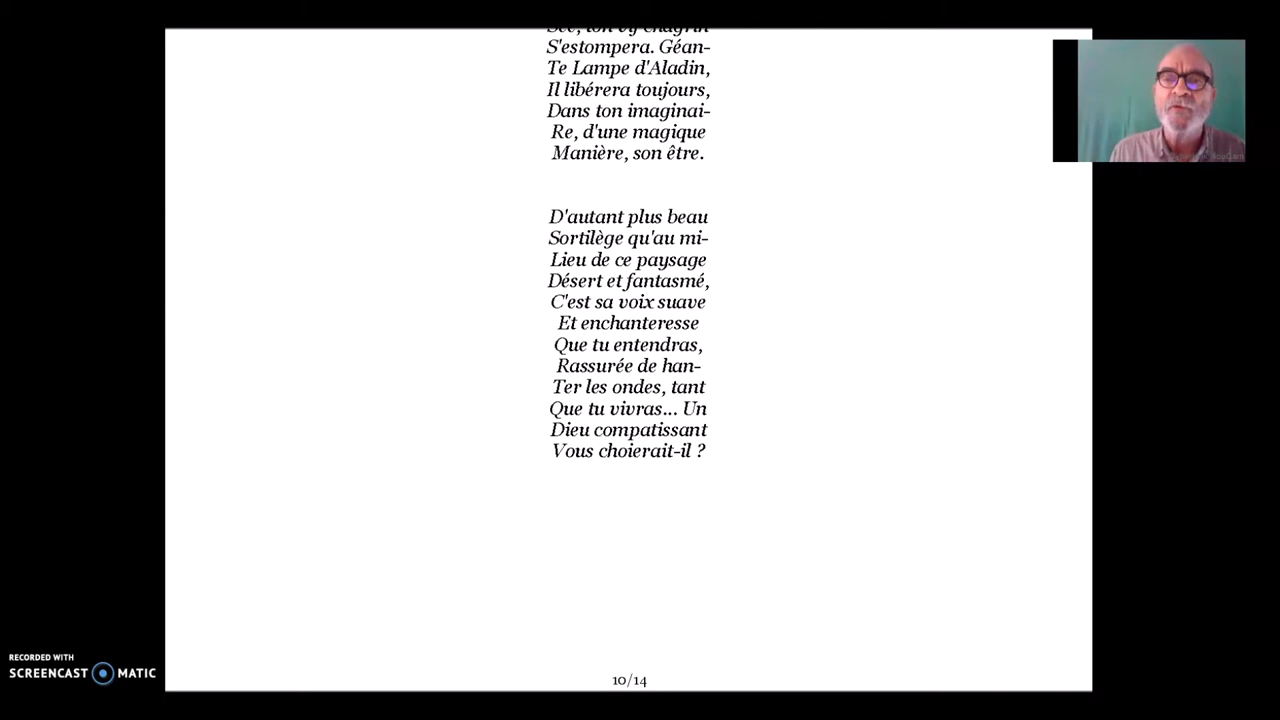 S'estompera. Géan-
Te Lampe d'Aladin,
Il libérera toujours,
Dans ton imaginai-
Re, d'une magique
Manière, son être.
D'autant plus beau
Sortilège qu'au mi-
Lieu de ce paysage
Désert et fantasmé,
C'est sa voix suave
Et enchanteresse
Que tu entendras,
Rassurée de han-
Ter les ondes, tant
Que tu vivras... Un
Dieu compatissant
Vous choierait-il ?
10/14
RECORDED WITH
SCREENCAST MATIC